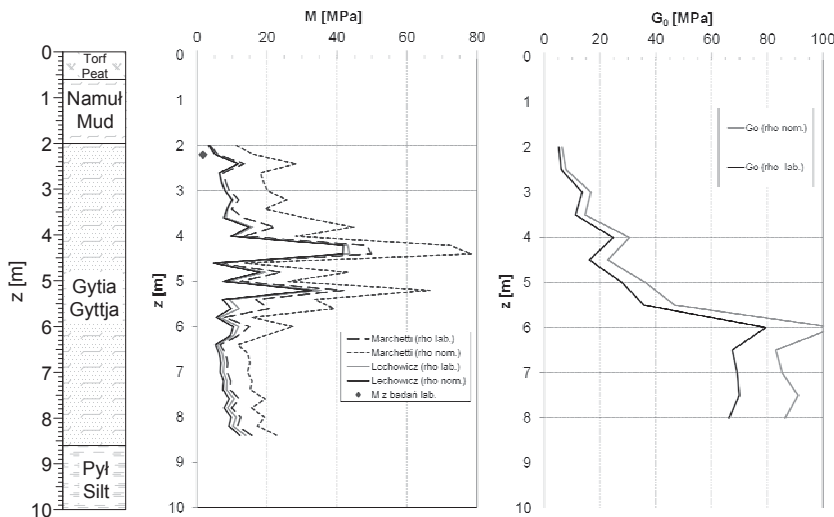 M [MPa]
0 20 40 60 80
G₀ [MPa]
0 20 40 60 80 100
z [m]
0
1
2
3
4
5
6
7
8
9
10
Torf
Peat
Namuł
Mud
Gytia
Gyttja
Pył
Silt
z [m]
0
1
2
3
4
5
6
7
8
9
10
Marchetti (rho lab.)
Marchetti (rho nom.)
Lechowicz (rho lab.)
Lechowicz (rho nom.)
M z badań lab.
z [m]
0
1
2
3
4
5
6
7
8
9
10
Go (rho nom.)
Go (rho lab.)